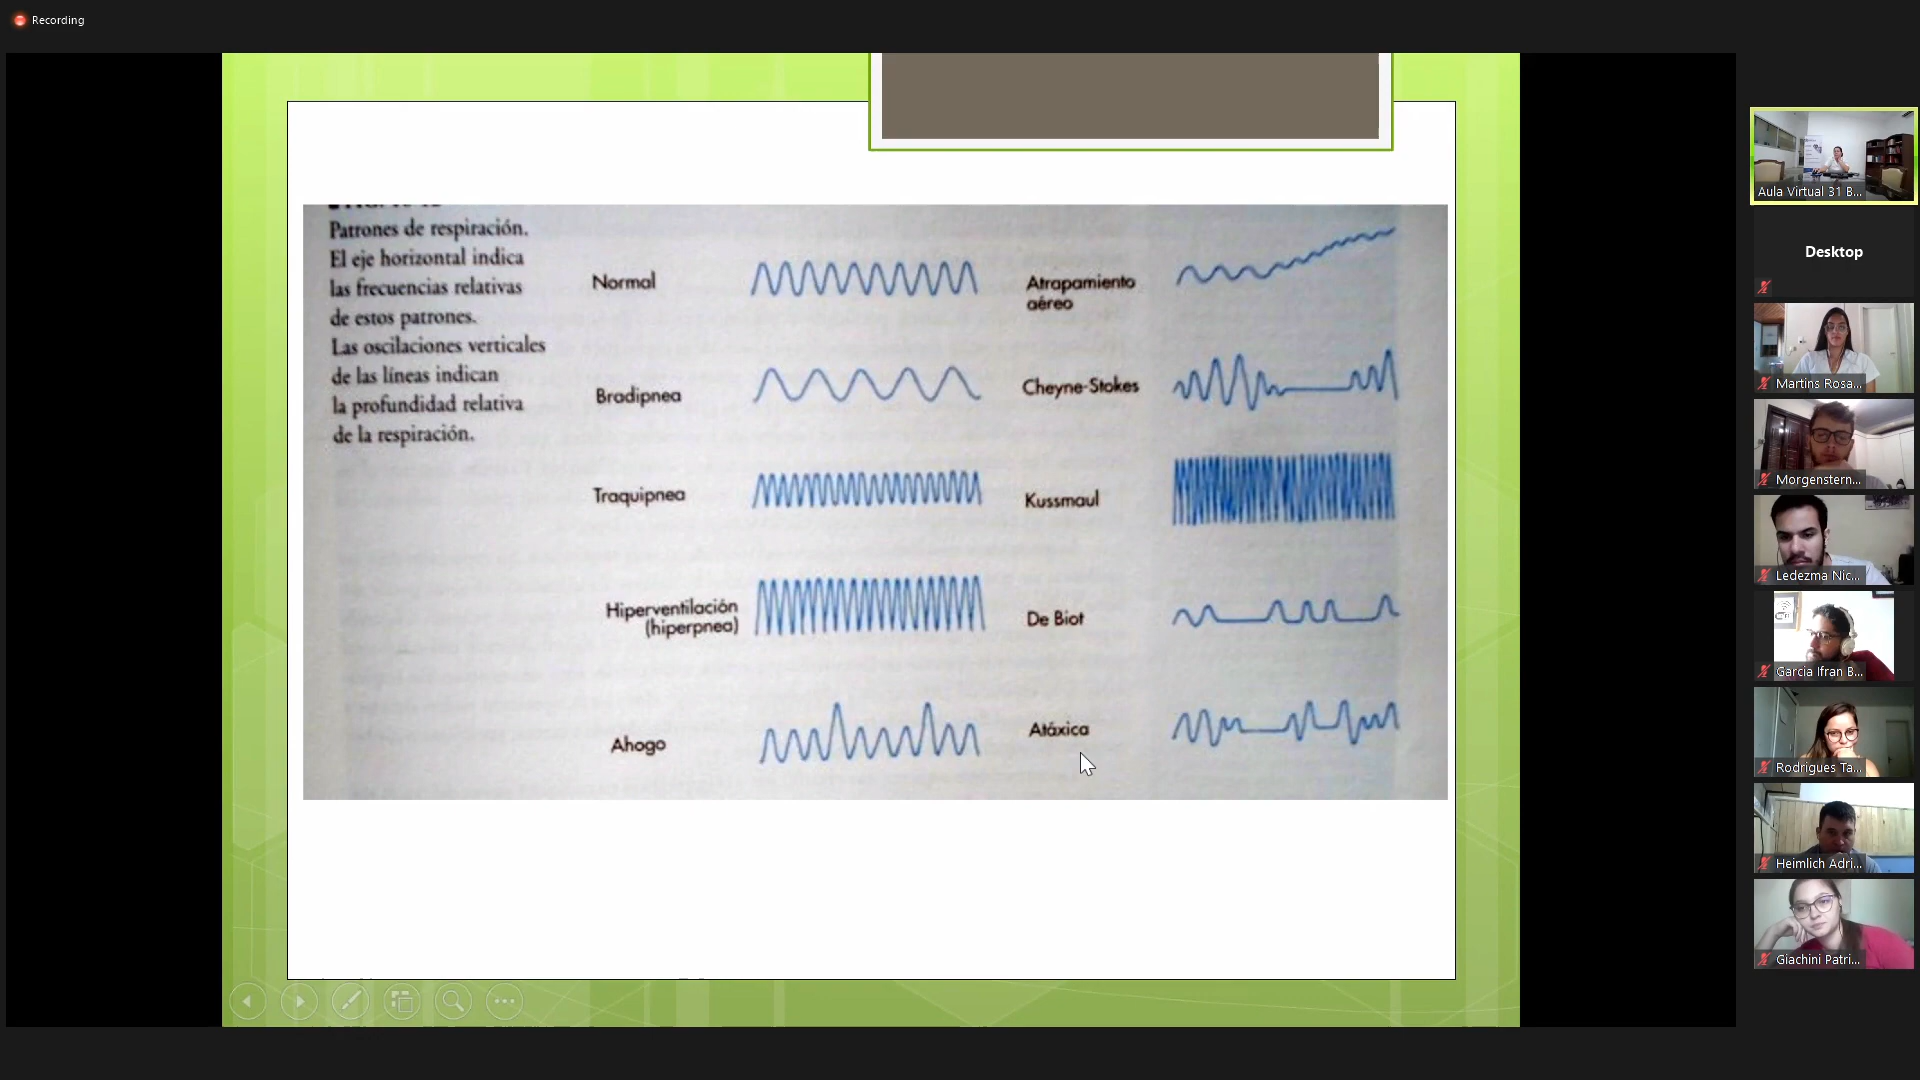 Recording
Patrones de respiración.
El eje horizontal indica
las frecuencias relativas
de estos patrones.
Las oscilaciones verticales
de las líneas indican
la profundidad relativa
de la respiración.
Normal
Bradipnea
Traquipnea
Hiperventilación
(hiperpnea)
Ahogo
Atrapamiento
aéreo
Cheyne-Stokes
Kussmaul
De Biot
Atáxica
Aula Virtual 31 B...
Desktop
Martins Rosa...
Morgenstern...
Ledezma Nic...
Garcia Ifran B...
Rodrigues Ta...
Heimlich Adri...
Giachini Patri...